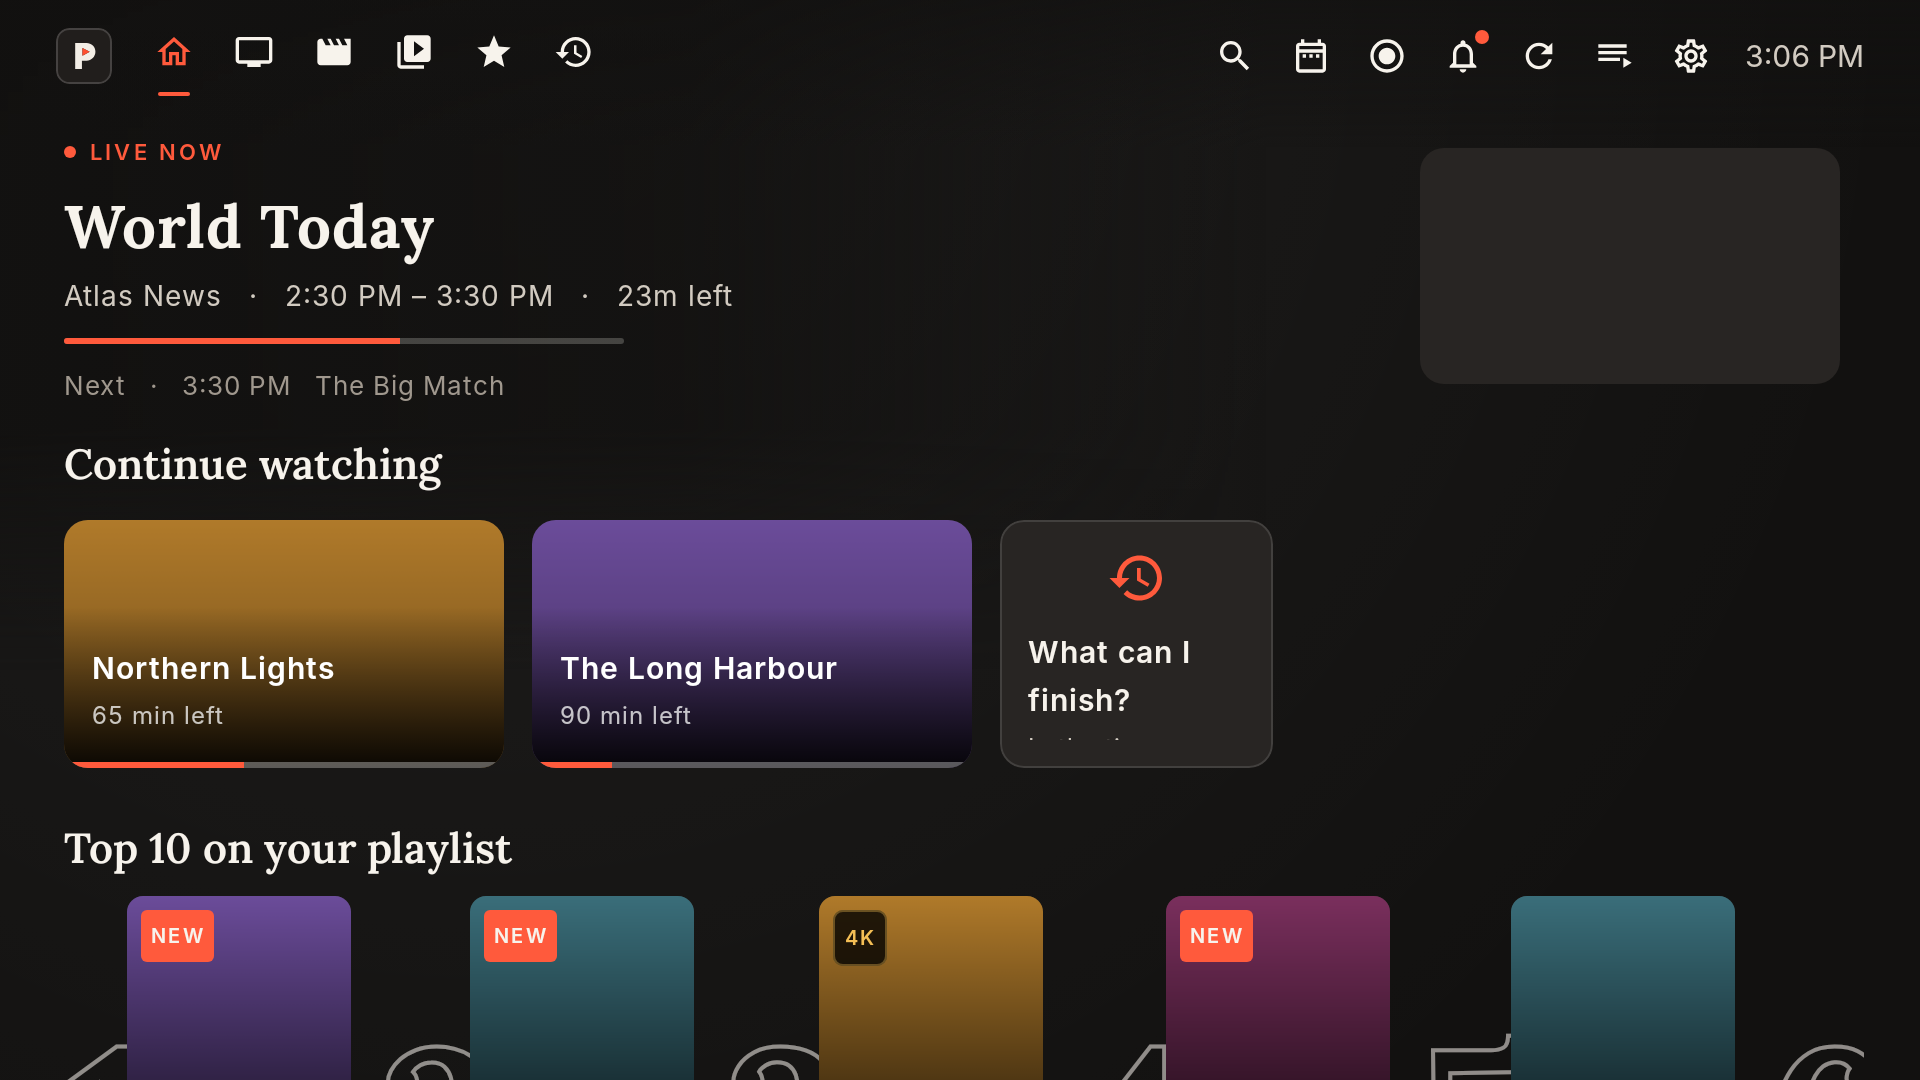 P
3:06 PM
LIVE NOW
World Today
Atlas News · 2:30 PM – 3:30 PM · 23m left
Next · 3:30 PM The Big Match
Continue watching
Northern Lights
65 min left
The Long Harbour
90 min left
What can I
finish?
Top 10 on your playlist
NEW
NEW
4K
NEW